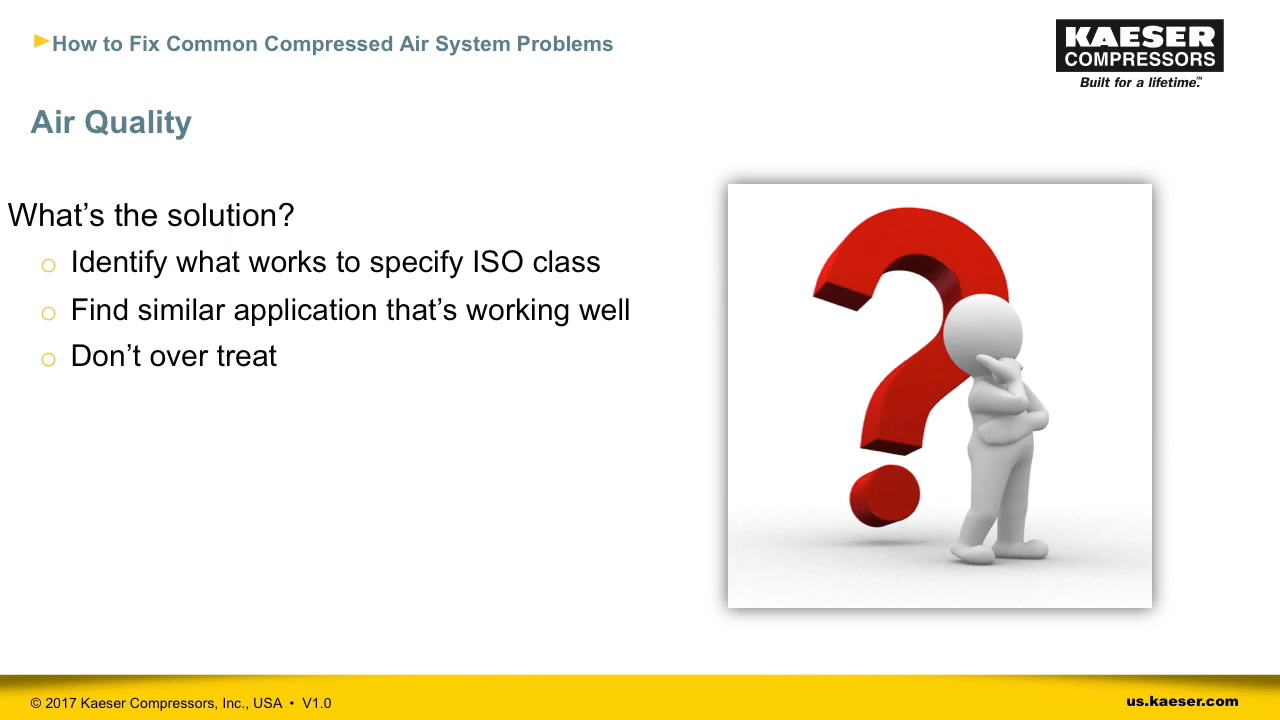 How to Fix Common Compressed Air System Problems
KAESER
COMPRESSORS
Built for a lifetime.™
Air Quality
What’s the solution?
o Identify what works to specify ISO class
o Find similar application that’s working well
o Don’t over treat
© 2017 Kaeser Compressors, Inc., USA • V1.0
us.kaeser.com